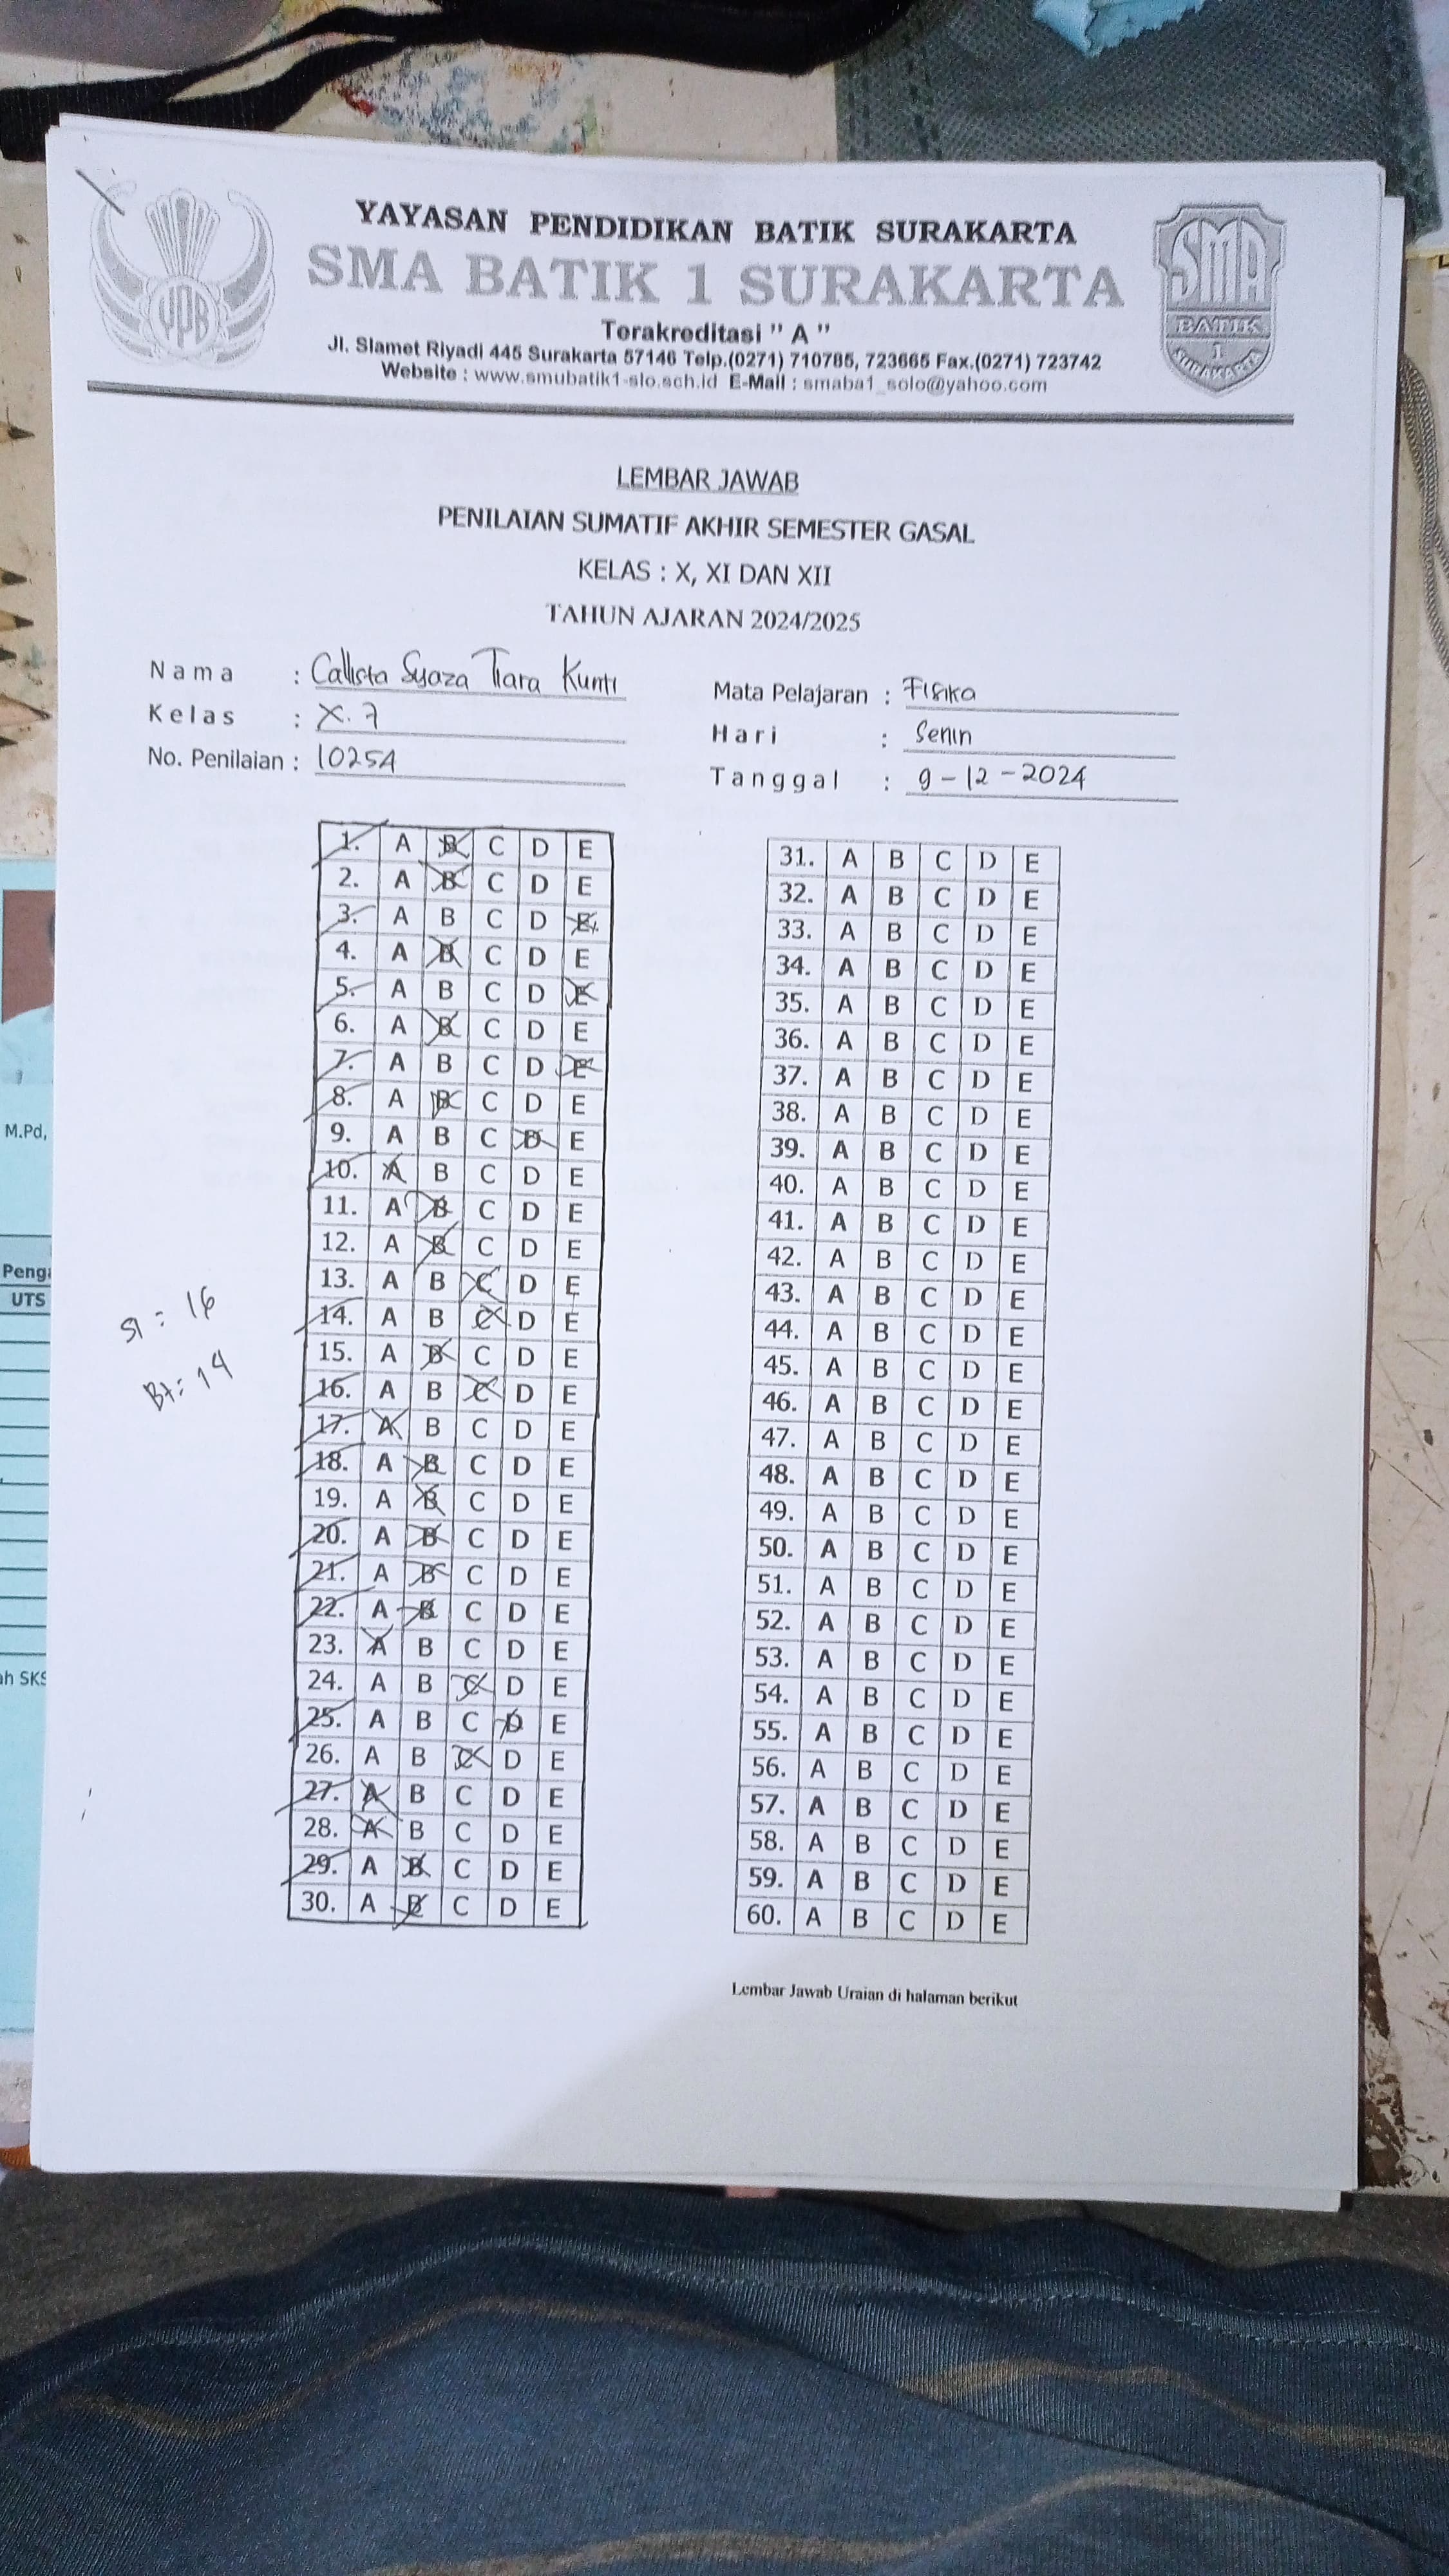 YAYASAN PENDIDIKAN BATIK SURAKARTA
SMA BATIK 1 SURAKARTA
Terakreditasi " A "
Jl. Slamet Riyadi 445 Surakarta 57146 Telp.(0271) 710785, 723665 Fax.(0271) 723742
Website : www.smubatik1-slo.sch.id E-Mail : smaba1_solo@yahoo.com
YPB
SMA
BATIK
1
SURAKARTA
LEMBAR JAWAB
PENILAIAN SUMATIF AKHIR SEMESTER GASAL
KELAS : X, XI DAN XII
TAHUN AJARAN 2024/2025
Nama : Callista Syaza Tiara Kunti
Kelas : X.7
No. Penilaian : 10254
Mata Pelajaran : Fisika
Hari : Senin
Tanggal : 9-12-2024
1. A B C D E
2. A B C D E
3. A B C D E
4. A B C D E
5. A B C D E
6. A B C D E
7. A B C D E
8. A B C D E
9. A B C D E
10. A B C D E
11. A B C D E
12. A B C D E
13. A B C D E
14. A B C D E
15. A B C D E
16. A B C D E
17. A B C D E
18. A B C D E
19. A B C D E
20. A B C D E
21. A B C D E
22. A B C D E
23. A B C D E
24. A B C D E
25. A B C D E
26. A B C D E
27. A B C D E
28. A B C D E
29. A B C D E
30. A B C D E
31. A B C D E
32. A B C D E
33. A B C D E
34. A B C D E
35. A B C D E
36. A B C D E
37. A B C D E
38. A B C D E
39. A B C D E
40. A B C D E
41. A B C D E
42. A B C D E
43. A B C D E
44. A B C D E
45. A B C D E
46. A B C D E
47. A B C D E
48. A B C D E
49. A B C D E
50. A B C D E
51. A B C D E
52. A B C D E
53. A B C D E
54. A B C D E
55. A B C D E
56. A B C D E
57. A B C D E
58. A B C D E
59. A B C D E
60. A B C D E
Sl = 16
Bt = 14
Lembar Jawab Uraian di halaman berikut
M.Pd,
UTS
SKS